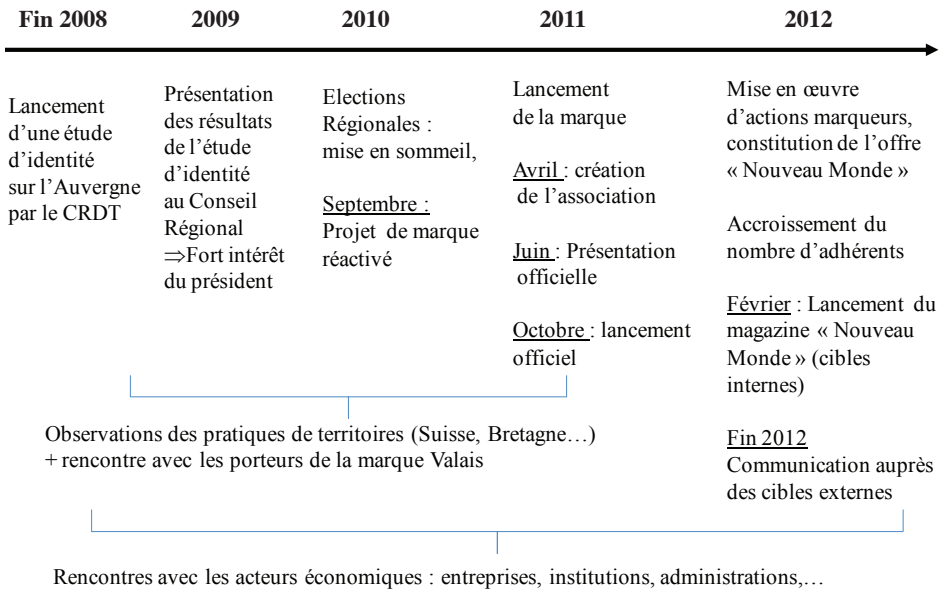 Fin 2008 2009 2010 2011 2012
Lancement
d’une étude
d’identité
sur l’Auvergne
par le CRDT
Présentation
des résultats
de l’étude
d’identité
au Conseil
Régional
⇒Fort intérêt
du président
Elections
Régionales :
mise en sommeil,
Septembre :
Projet de marque
réactivé
Lancement
de la marque
Avril : création
de l’association
Juin : Présentation
officielle
Octobre : lancement
officiel
Mise en œuvre
d’actions marqueurs,
constitution de l’offre
« Nouveau Monde »
Accroissement du
nombre d’adhérents
Février : Lancement du
magazine « Nouveau
Monde » (cibles
internes)
Fin 2012
Communication auprès
des cibles externes
Observations des pratiques de territoires (Suisse, Bretagne…)
+ rencontre avec les porteurs de la marque Valais
Rencontres avec les acteurs économiques : entreprises, institutions, administrations,…